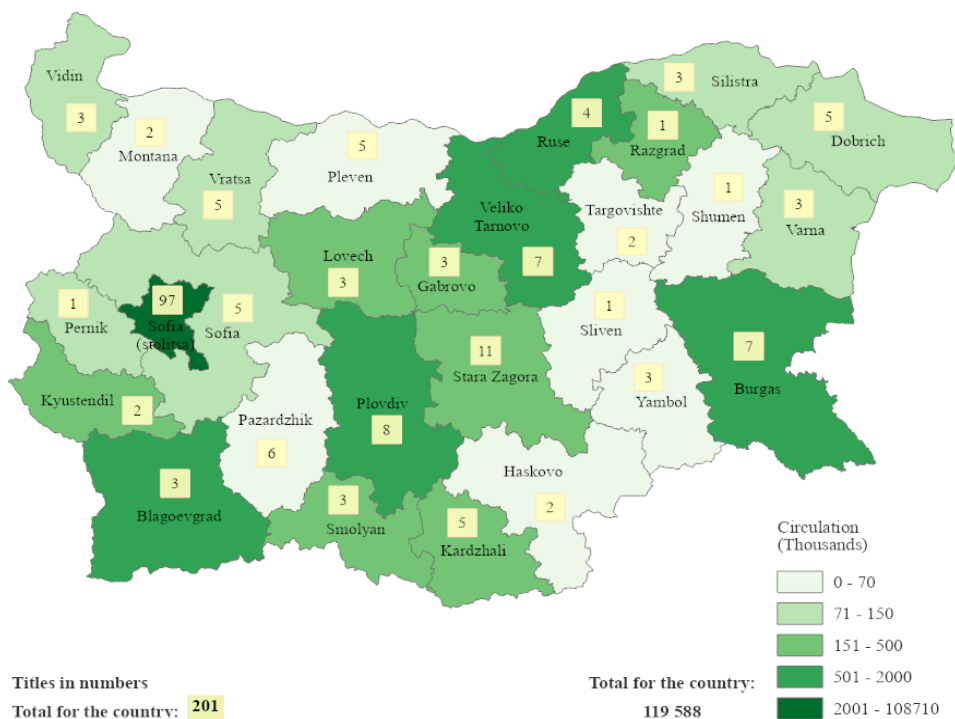 Vidin
3
2
Montana
Vratsa
5
5
Pleven
4
Ruse
3
Silistra
1
Razgrad
5
Dobrich
Veliko
Tarnovo
7
Targovishte
2
1
Shumen
3
Varna
Lovech
3
3
Gabrovo
1
Pernik
97
Sofia
(stolitsa)
5
Sofia
1
Sliven
11
Stara Zagora
7
Burgas
Kyustendil
2
Pazardzhik
6
Plovdiv
8
3
Yambol
3
Blagoevgrad
3
Smolyan
5
Kardzhali
Haskovo
2
Circulation
(Thousands)
0 - 70
71 - 150
151 - 500
501 - 2000
2001 - 108710
Titles in numbers
Total for the country: 201
Total for the country:
119 588